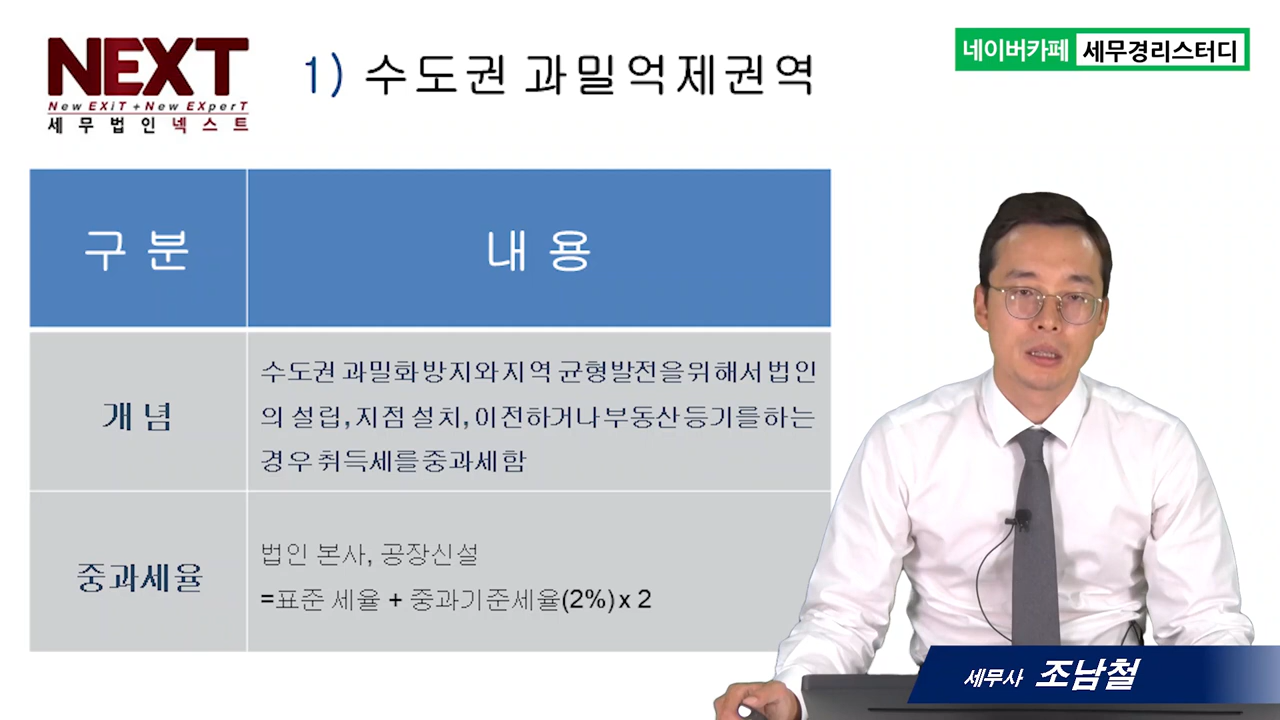 NEXT
New EXiT + New EXperT
세무법인넥스트
1) 수도권 과밀억제권역
네이버카페 세무경리스터디
구 분
내 용
개 념
수도권 과밀화방지와 지역 균형발전을위해서 법인
의 설립, 지점 설치, 이전하거나 부동산등기를 하는
경우 취득세를 중과세함
중과세율
법인 본사, 공장신설
=표준 세율 + 중과기준세율(2%) x 2
세무사 조남철